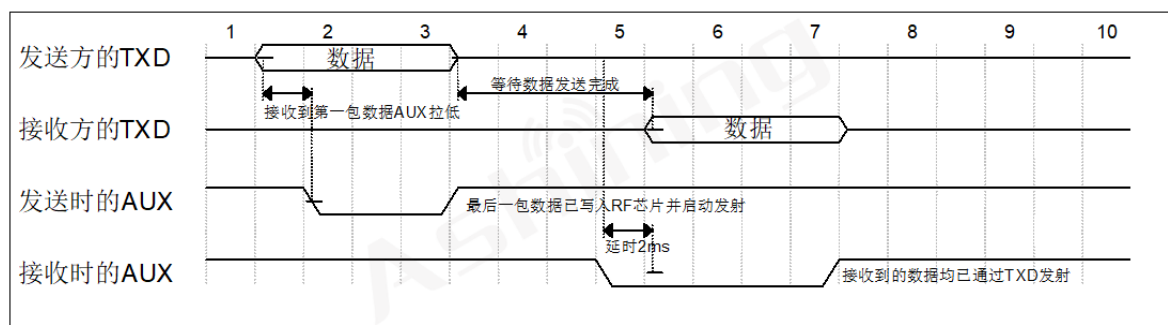 1 2 3 4 5 6 7 8 9 10
发送方的TXD
数据
等待数据发送完成
接收到第一包数据AUX拉低
接收方的TXD
数据
发送时的AUX
最后一包数据已写入RF芯片并启动发射
延时2ms
接收时的AUX
接收到的数据均已通过TXD发射
Ashining